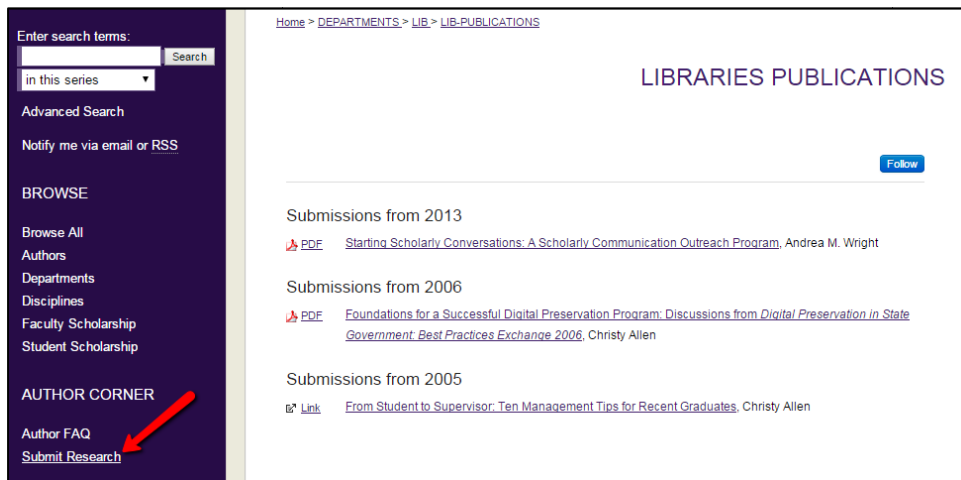 Enter search terms:
Search
in this series
Advanced Search
Notify me via email or RSS
BROWSE
Browse All
Authors
Departments
Disciplines
Faculty Scholarship
Student Scholarship
AUTHOR CORNER
Author FAQ
Submit Research
Home > DEPARTMENTS > LIB > LIB-PUBLICATIONS
LIBRARIES PUBLICATIONS
Follow
Submissions from 2013
PDF Starting Scholarly Conversations: A Scholarly Communication Outreach Program, Andrea M. Wright
Submissions from 2006
PDF Foundations for a Successful Digital Preservation Program: Discussions from Digital Preservation in State
Government: Best Practices Exchange 2006, Christy Allen
Submissions from 2005
Link From Student to Supervisor: Ten Management Tips for Recent Graduates, Christy Allen